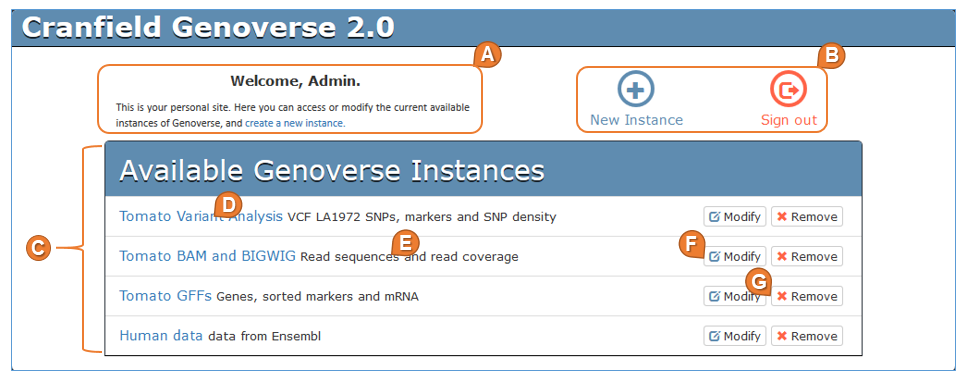 Cranfield Genoverse 2.0
A
B
Welcome, Admin.
This is your personal site. Here you can access or modify the current available
instances of Genoverse, and create a new instance.
New Instance
Sign out
C
Available Genoverse Instances
D
Tomato Variant Analysis VCF LA1972 SNPs, markers and SNP density Modify Remove
E
F
Tomato BAM and BIGWIG Read sequences and read coverage Modify Remove
G
Tomato GFFs Genes, sorted markers and mRNA Modify Remove
Human data data from Ensembl Modify Remove